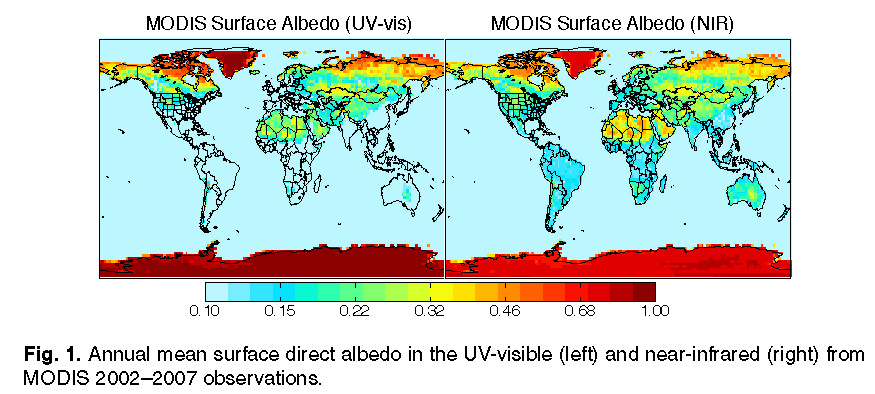 MODIS Surface Albedo (UV-vis)
MODIS Surface Albedo (NIR)
0.10 0.15 0.22 0.32 0.46 0.68 1.00
Fig. 1. Annual mean surface direct albedo in the UV-visible (left) and near-infrared (right) from
MODIS 2002–2007 observations.